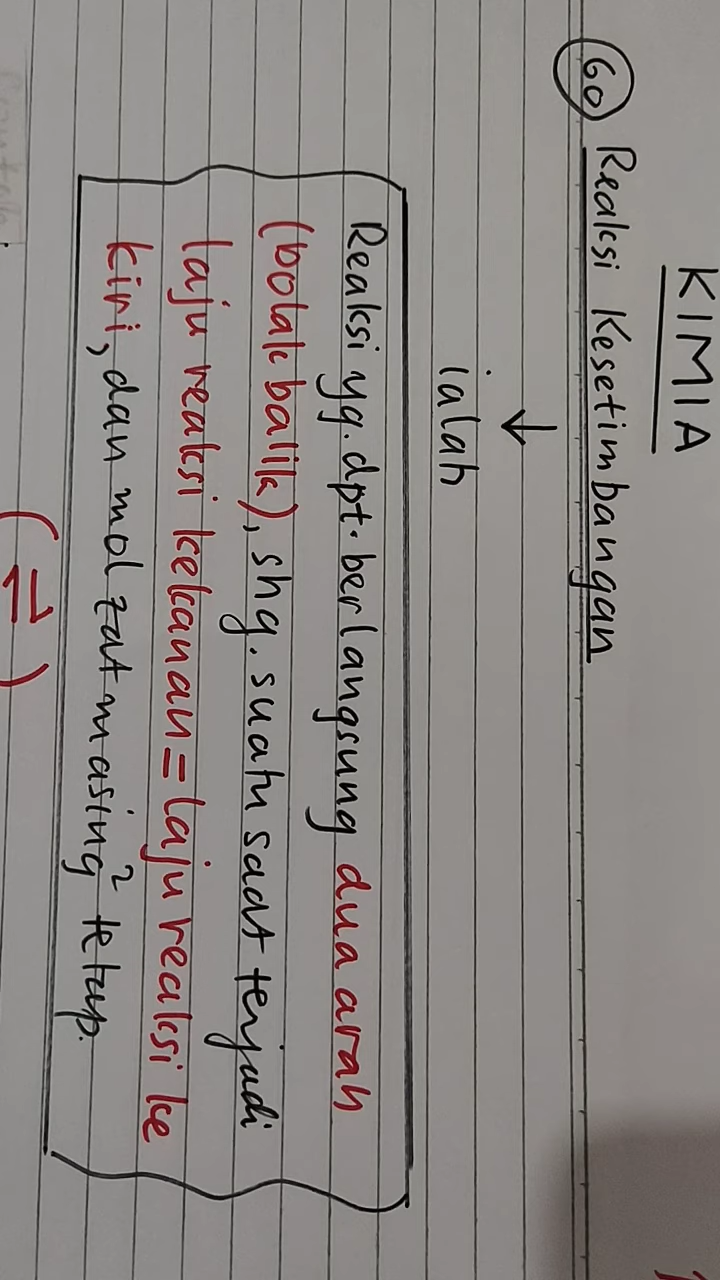 KIMIA
60 Reaksi Kesetimbangan
↓
ialah
Reaksi yg. dpt. berlangsung dua arah
(bolak balik), shg. suatu saat terjadi
laju reaksi kekanan = laju reaksi ke
kiri, dan mol zat masing² tetap.
(⇌)